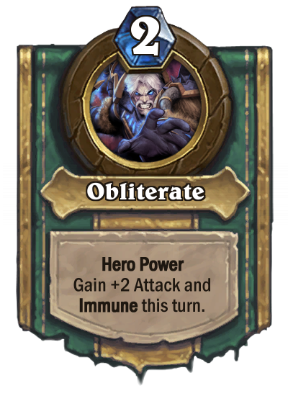 2
Obliterate
Hero Power
Gain +2 Attack and
Immune this turn.